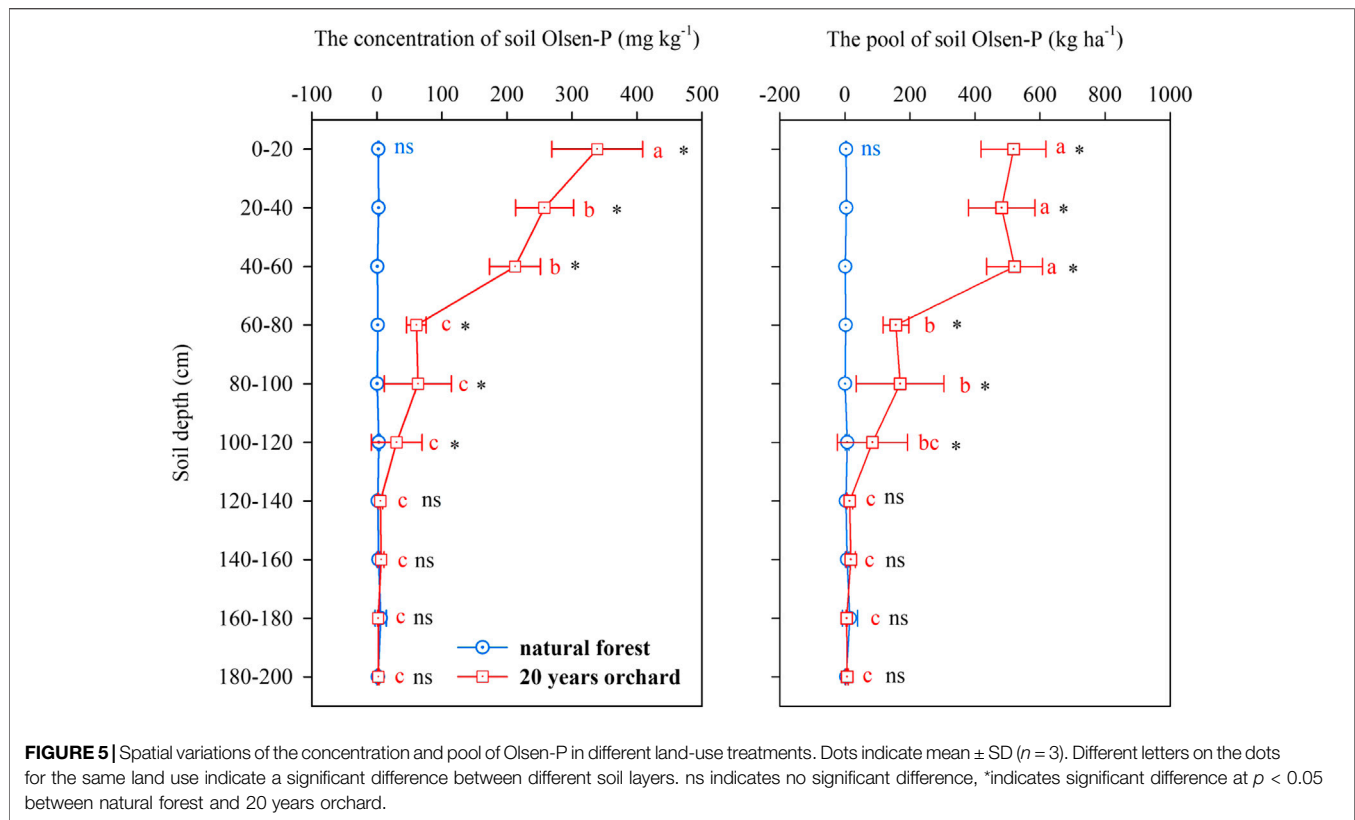 The concentration of soil Olsen-P (mg kg⁻¹)
The pool of soil Olsen-P (kg ha⁻¹)
-100 0 100 200 300 400 500
-200 0 200 400 600 800 1000
Soil depth (cm)
0-20 ns a * ns a *
20-40 b * a *
40-60 b * a *
60-80 c * b *
80-100 c * b *
100-120 c * bc *
120-140 c ns c ns
140-160 c ns c ns
160-180 c ns c ns
natural forest
180-200 c ns 20 years orchard c ns
FIGURE 5 | Spatial variations of the concentration and pool of Olsen-P in different land-use treatments. Dots indicate mean ± SD (n = 3). Different letters on the dots
for the same land use indicate a significant difference between different soil layers. ns indicates no significant difference, *indicates significant difference at p < 0.05
between natural forest and 20 years orchard.